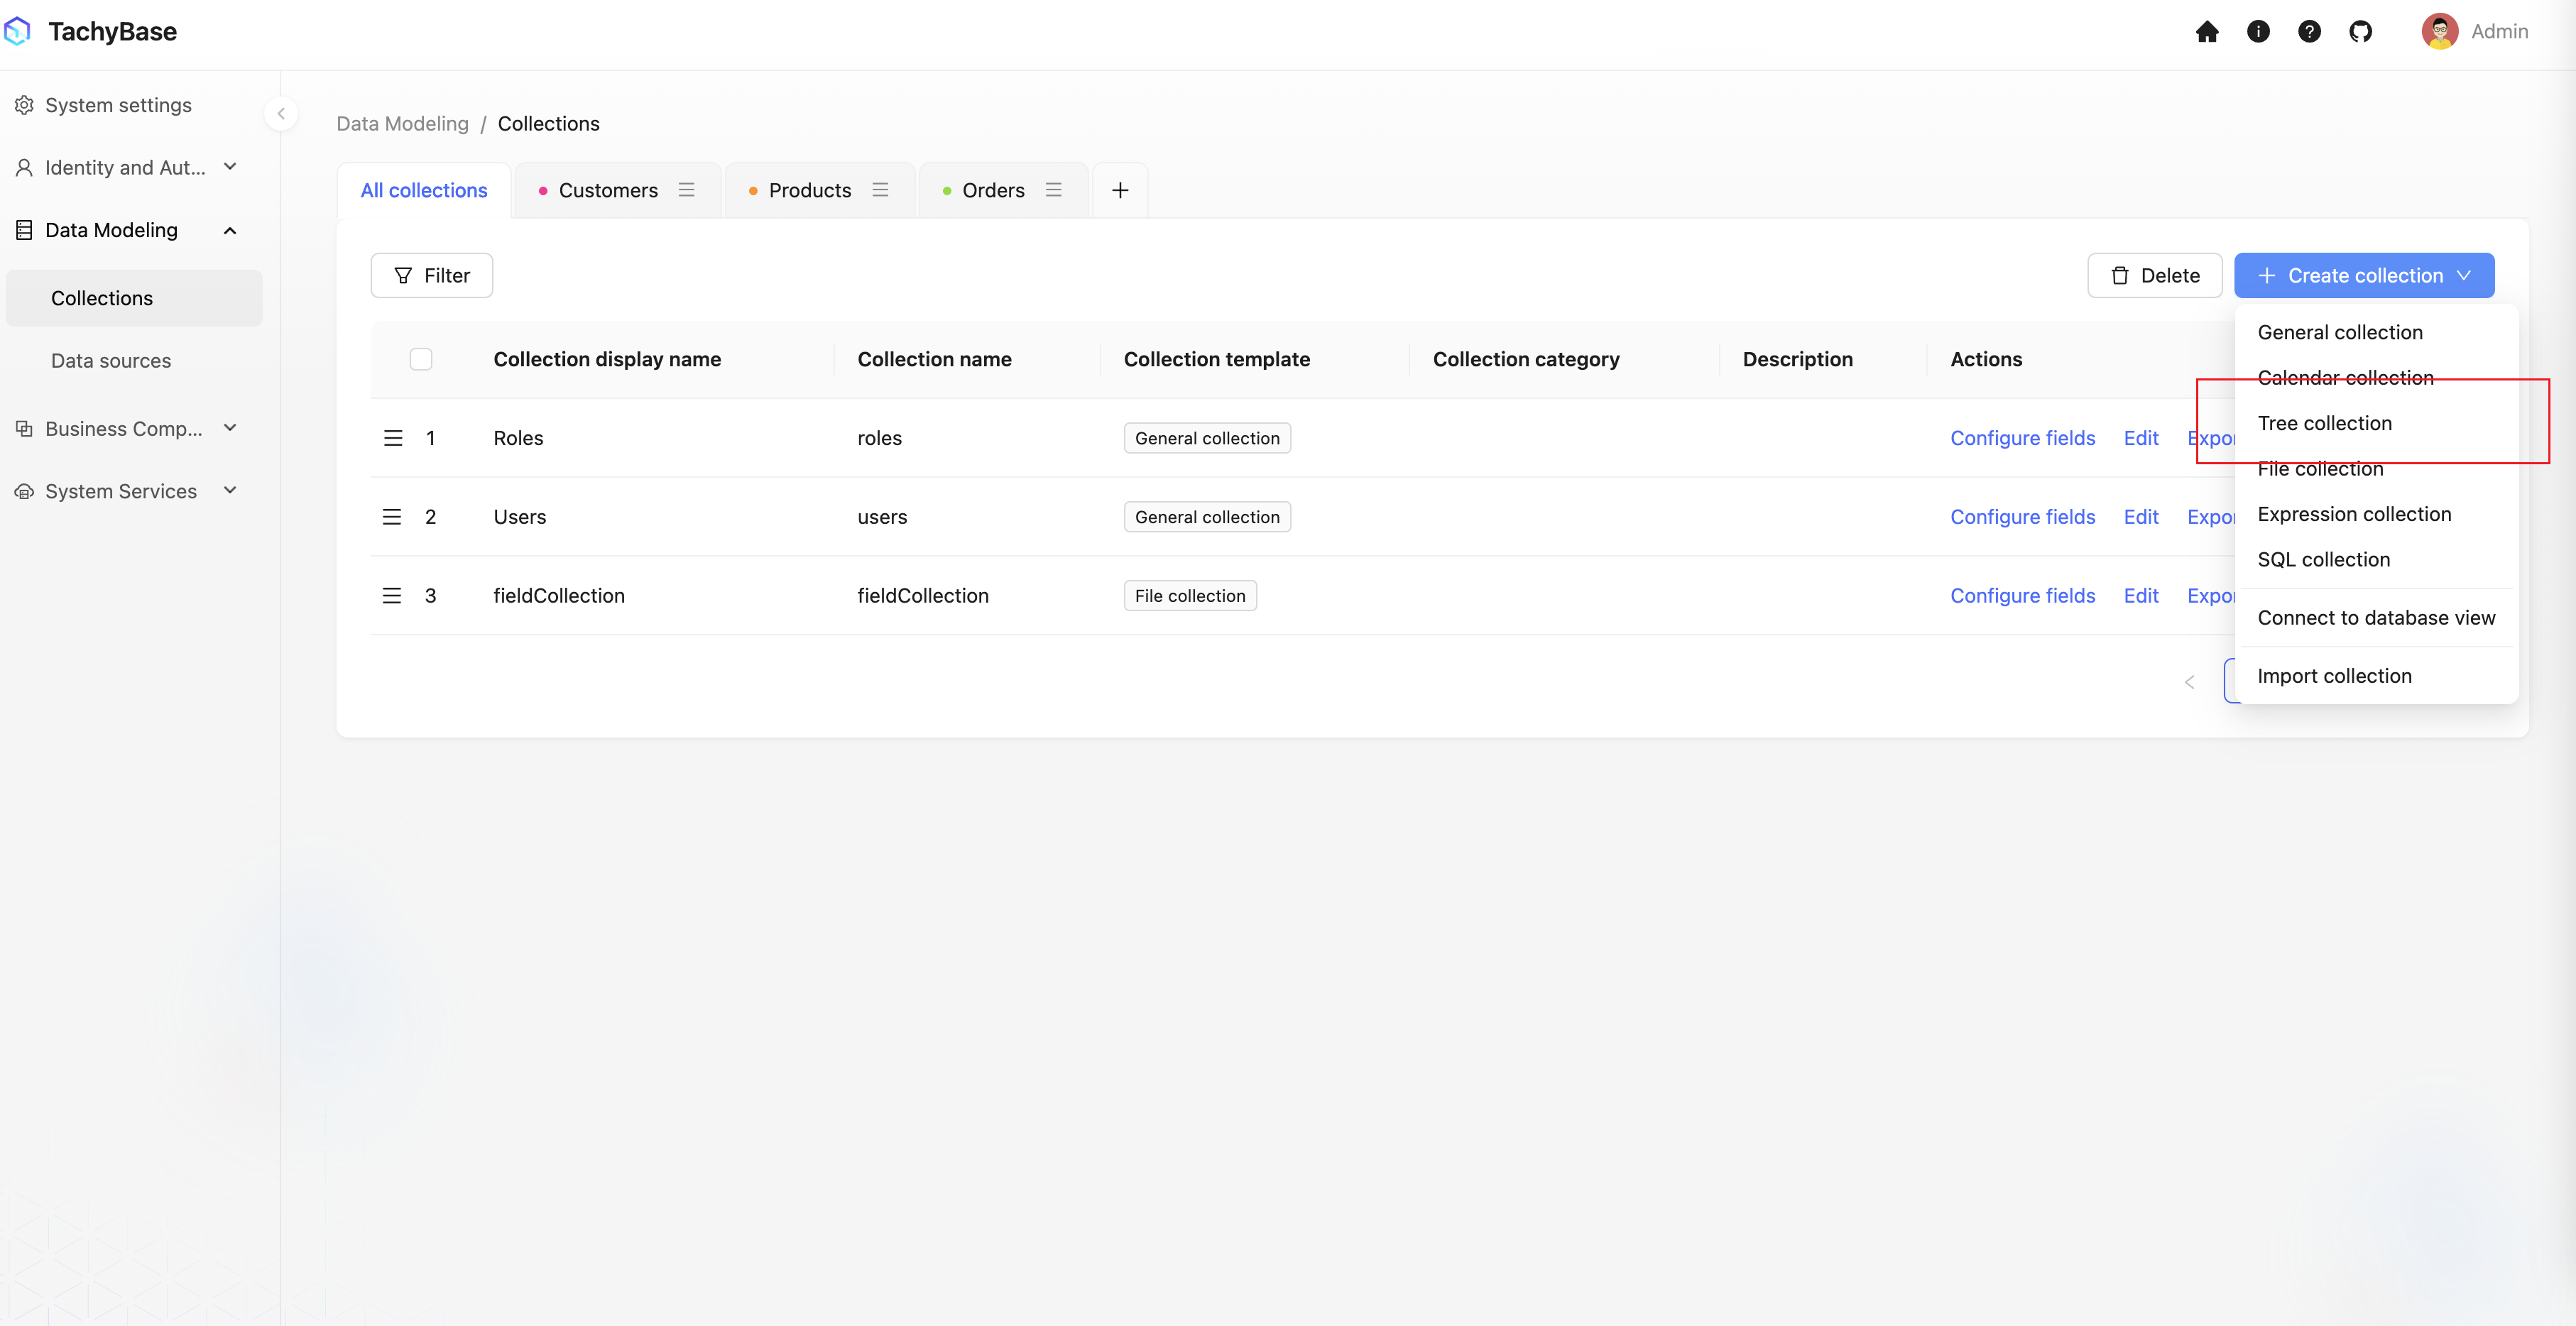 TachyBase
Admin
System settings
Identity and Aut...
Data Modeling
Collections
Data sources
Business Comp...
System Services
Data Modeling / Collections
All collections
Customers
Products
Orders
Filter
Delete
Create collection
Collection display name Collection name Collection template Collection category Description Actions
1 Roles roles General collection Configure fields Edit Expor
2 Users users General collection Configure fields Edit Expor
3 fieldCollection fieldCollection File collection Configure fields Edit Expor
General collection
Calendar collection
Tree collection
File collection
Expression collection
SQL collection
Connect to database view
Import collection